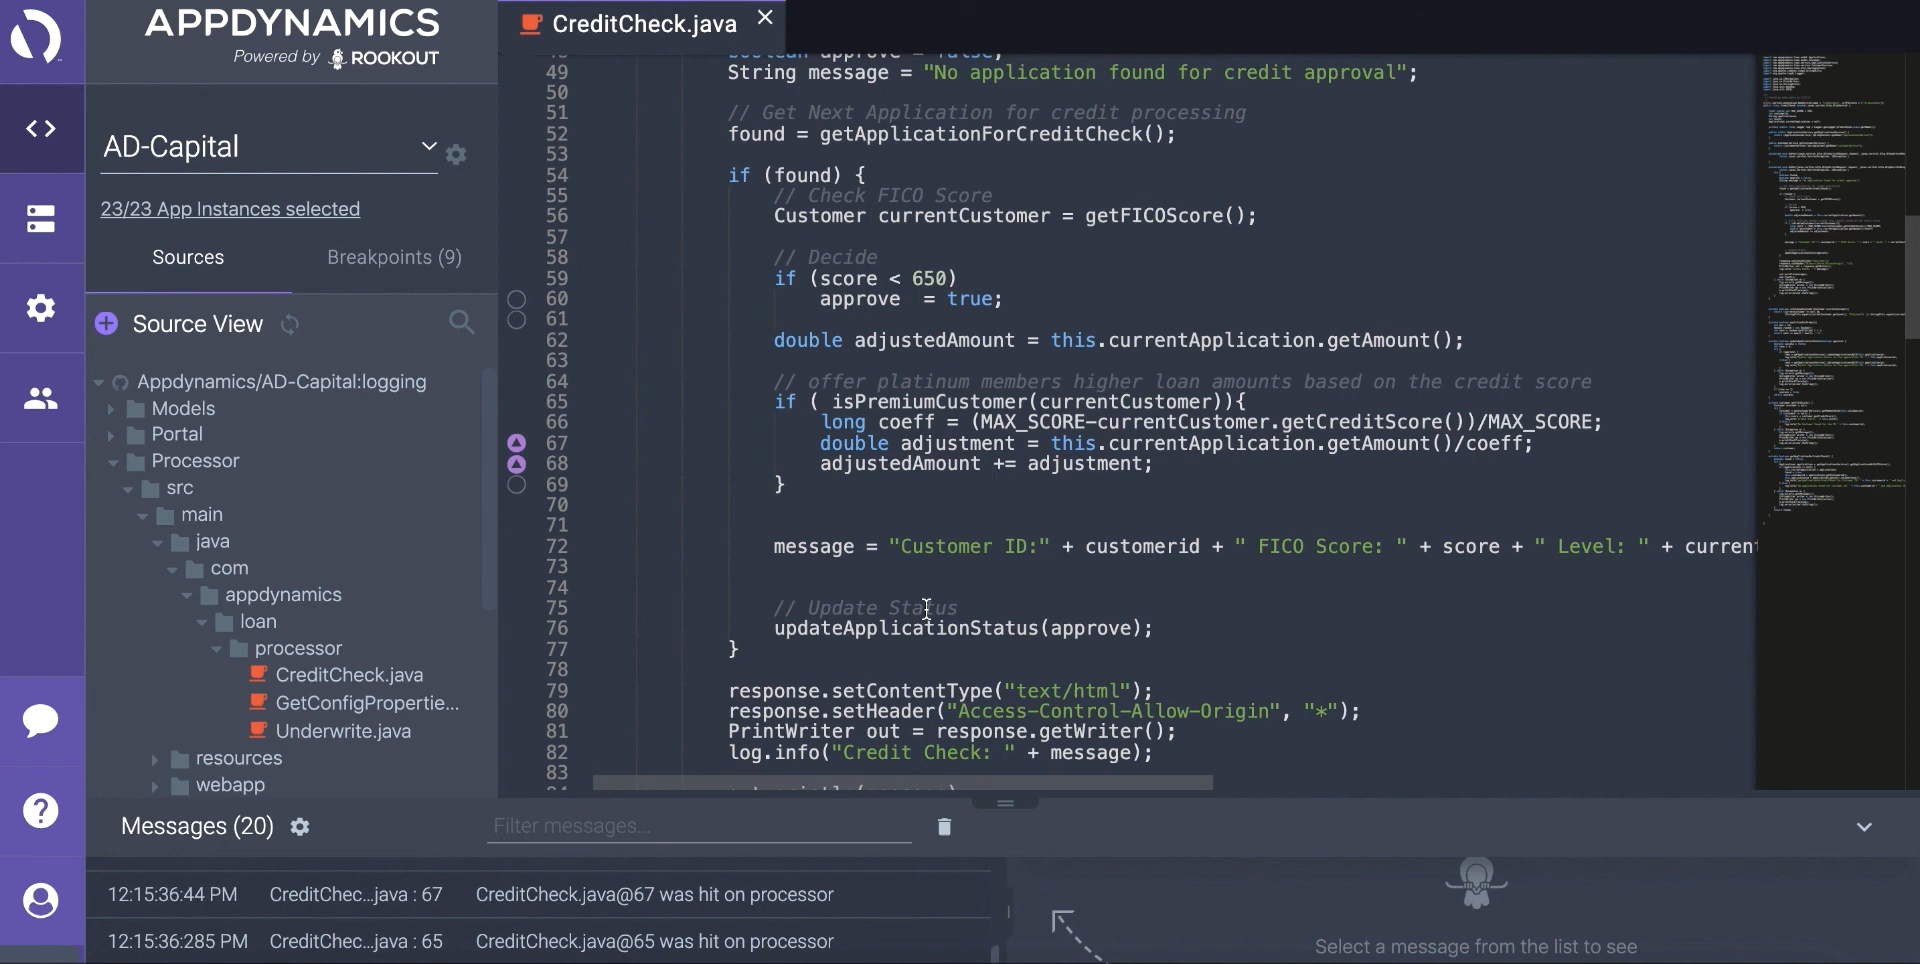 APPDYNAMICS
Powered by ROOKOUT
AD-Capital
23/23 App Instances selected
Sources
Breakpoints (9)
Source View
Appdynamics/AD-Capital:logging
Models
Portal
Processor
src
main
java
com
appdynamics
loan
processor
CreditCheck.java
GetConfigPropertie...
Underwrite.java
resources
webapp
CreditCheck.java
49 String message = "No application found for credit approval";
50
51 // Get Next Application for credit processing
52 found = getApplicationForCreditCheck();
53
54 if (found) {
55 // Check FICO Score
56 Customer currentCustomer = getFICOScore();
57
58 // Decide
59 if (score < 650)
60 approve  = true;
61
62 double adjustedAmount = this.currentApplication.getAmount();
63
64 // offer platinum members higher loan amounts based on the credit score
65 if ( isPremiumCustomer(currentCustomer)){
66 long coeff = (MAX_SCORE-currentCustomer.getCreditScore())/MAX_SCORE;
67 double adjustment = this.currentApplication.getAmount()/coeff;
68 adjustedAmount += adjustment;
69 }
70
71
72 message = "Customer ID:" + customerid + " FICO Score: " + score + " Level: " + current
73
74
75 // Update Status
76 updateApplicationStatus(approve);
77 }
78
79 response.setContentType("text/html");
80 response.setHeader("Access-Control-Allow-Origin", "*");
81 PrintWriter out = response.getWriter();
82 log.info("Credit Check: " + message);
83
Messages (20)
Filter messages...
12:15:36:44 PM CreditChec...java : 67 CreditCheck.java@67 was hit on processor
12:15:36:285 PM CreditChec...java : 65 CreditCheck.java@65 was hit on processor
Select a message from the list to see